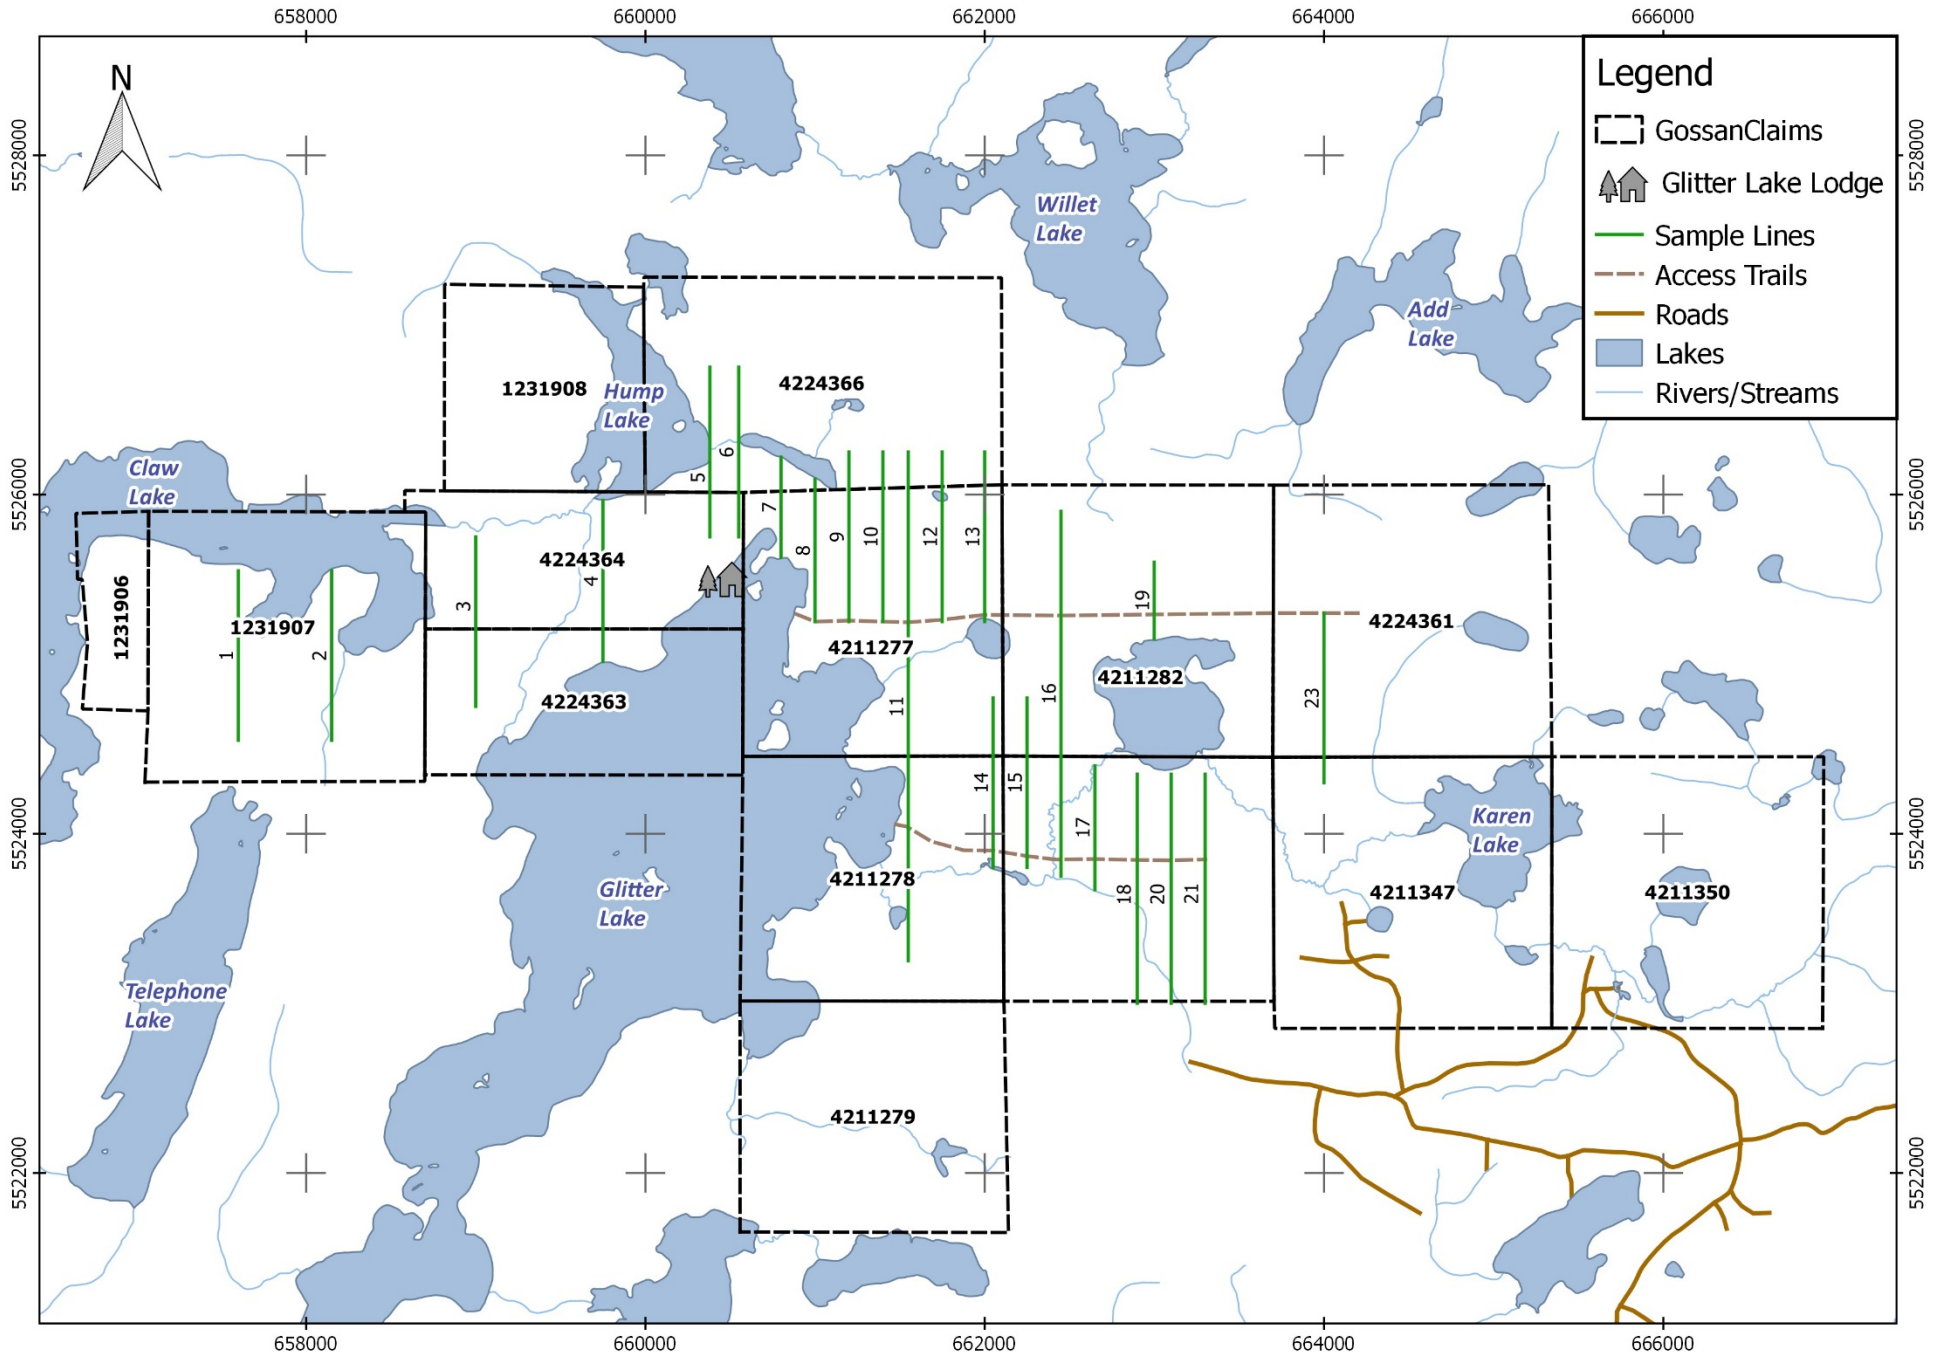 658000 660000 662000 664000 666000
N
5528000
5528000
Legend
GossanClaims
Glitter Lake Lodge
Sample Lines
Access Trails
Roads
Lakes
Rivers/Streams
Willet
Lake
Add
Lake
1231908
Hump
Lake
4224366
Claw
Lake
5526000
5526000
5
6
7
8
9
10
12
13
4224364
4
3
19
1231906
1231907
1
2
4211277
4224361
4224363
11
16
4211282
23
14
15
17
5524000
5524000
Karen
Lake
4211278
18
20
21
4211347
4211350
Glitter
Lake
Telephone
Lake
4211279
5522000
5522000
658000 660000 662000 664000 666000